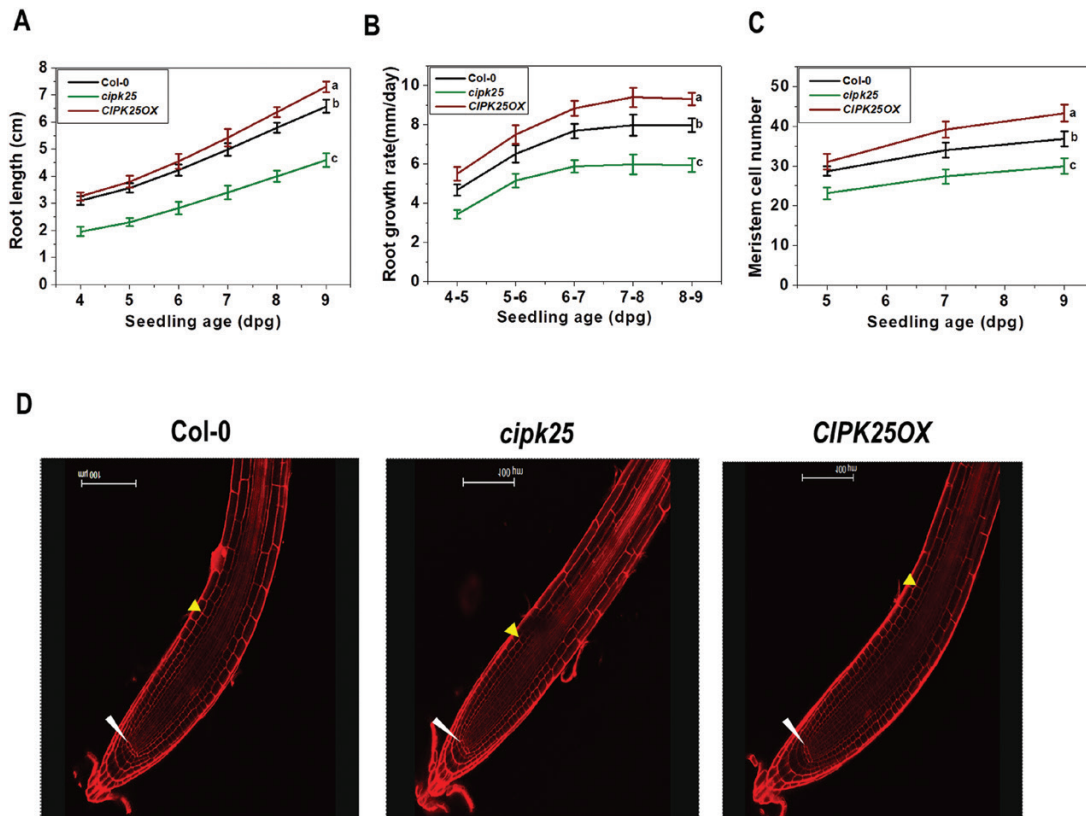 A
Root length (cm)
8
7
6
5
4
3
2
1
0
Col-0
cipk25
CIPK25OX
a
b
c
4 5 6 7 8 9
Seedling age (dpg)
B
Root growth rate(mm/day)
10
8
6
4
2
0
Col-0
cipk25
CIPK25OX
a
b
c
4-5 5-6 6-7 7-8 8-9
Seedling age (dpg)
C
Meristem cell number
50
40
30
20
10
0
Col-0
cipk25
CIPK25OX
a
b
c
5 6 7 8 9
Seedling age (dpg)
D
Col-0 cipk25 CIPK25OX
100 µm 100 µm 100 µm